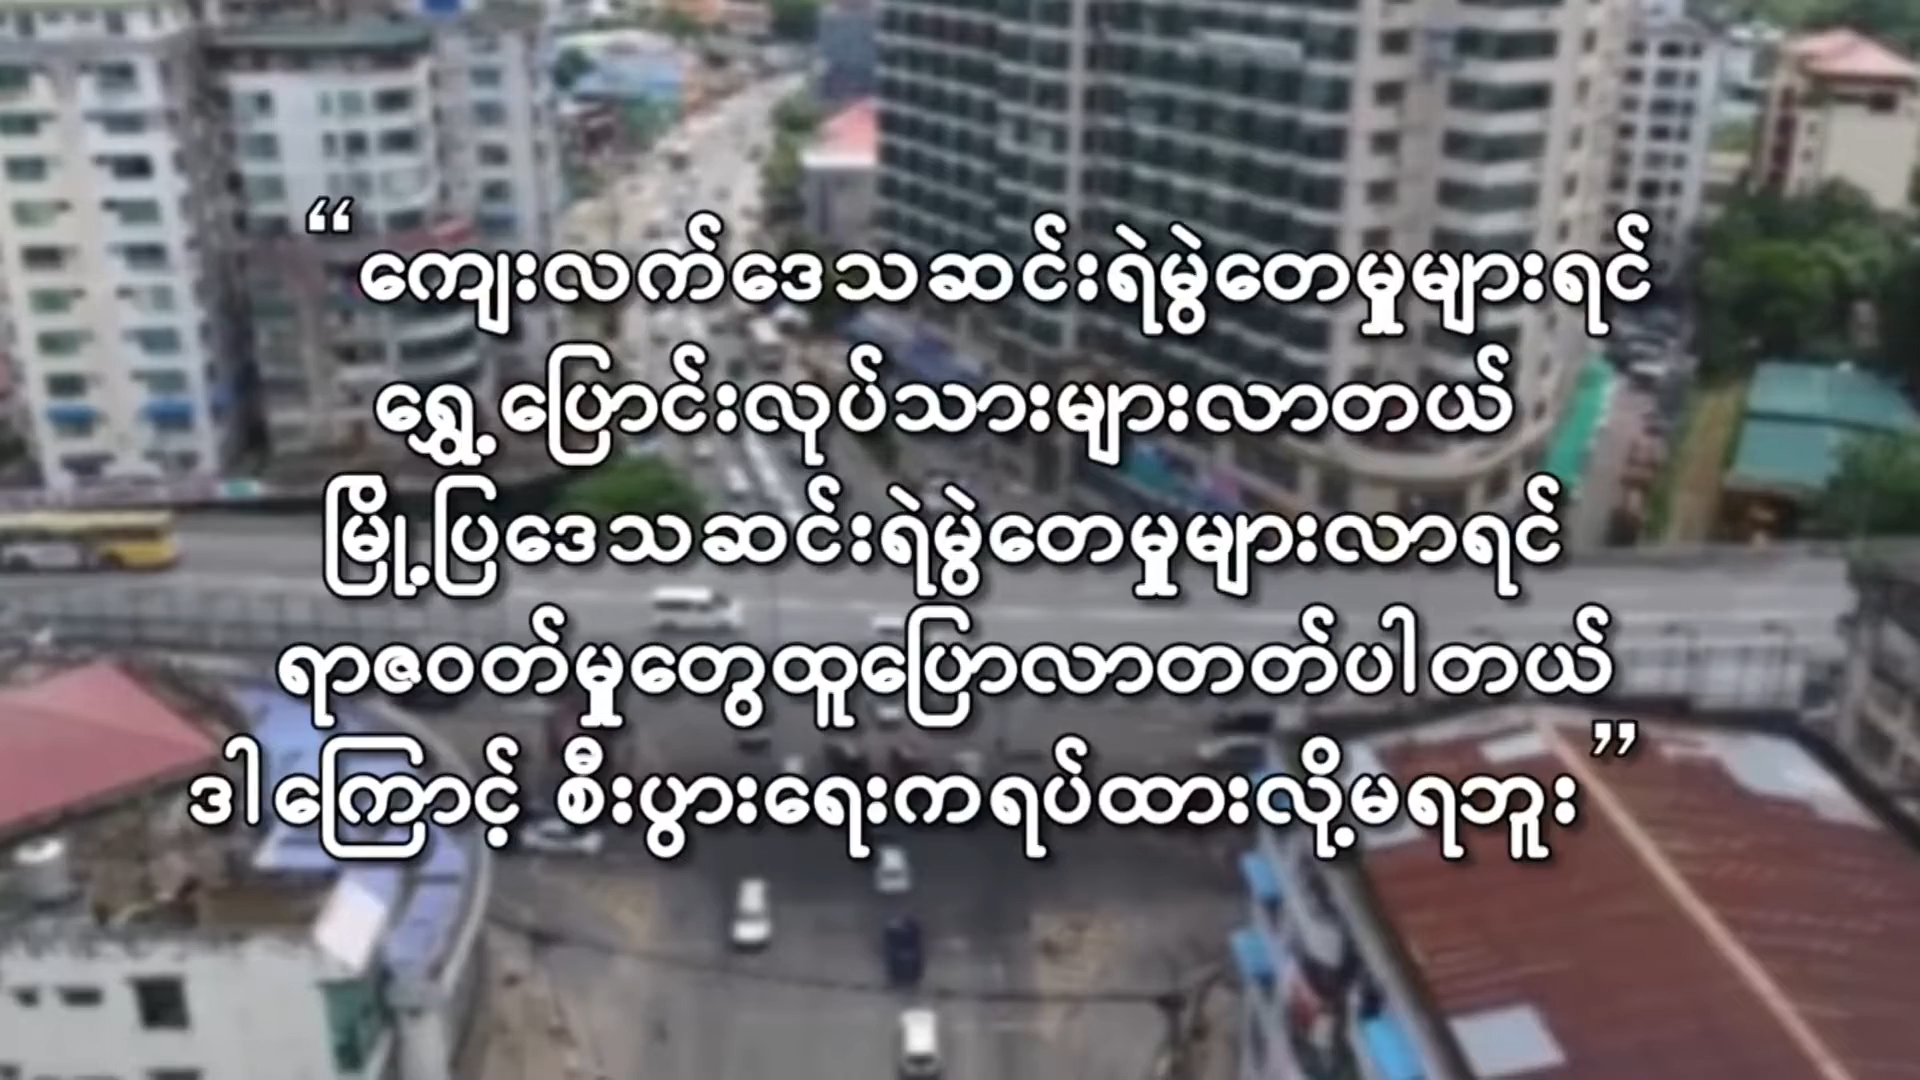 “ကျေးလက်ဒေသဆင်းရဲမွဲတေမှုများရင်
ရွှေ့ပြောင်းလုပ်သားများလာတယ်
မြို့ပြဒေသဆင်းရဲမွဲတေမှုများလာရင်
ရာဇဝတ်မှုတွေထူပြောလာတတ်ပါတယ်
ဒါကြောင့် စီးပွားရေးကရပ်ထားလို့မရဘူး”